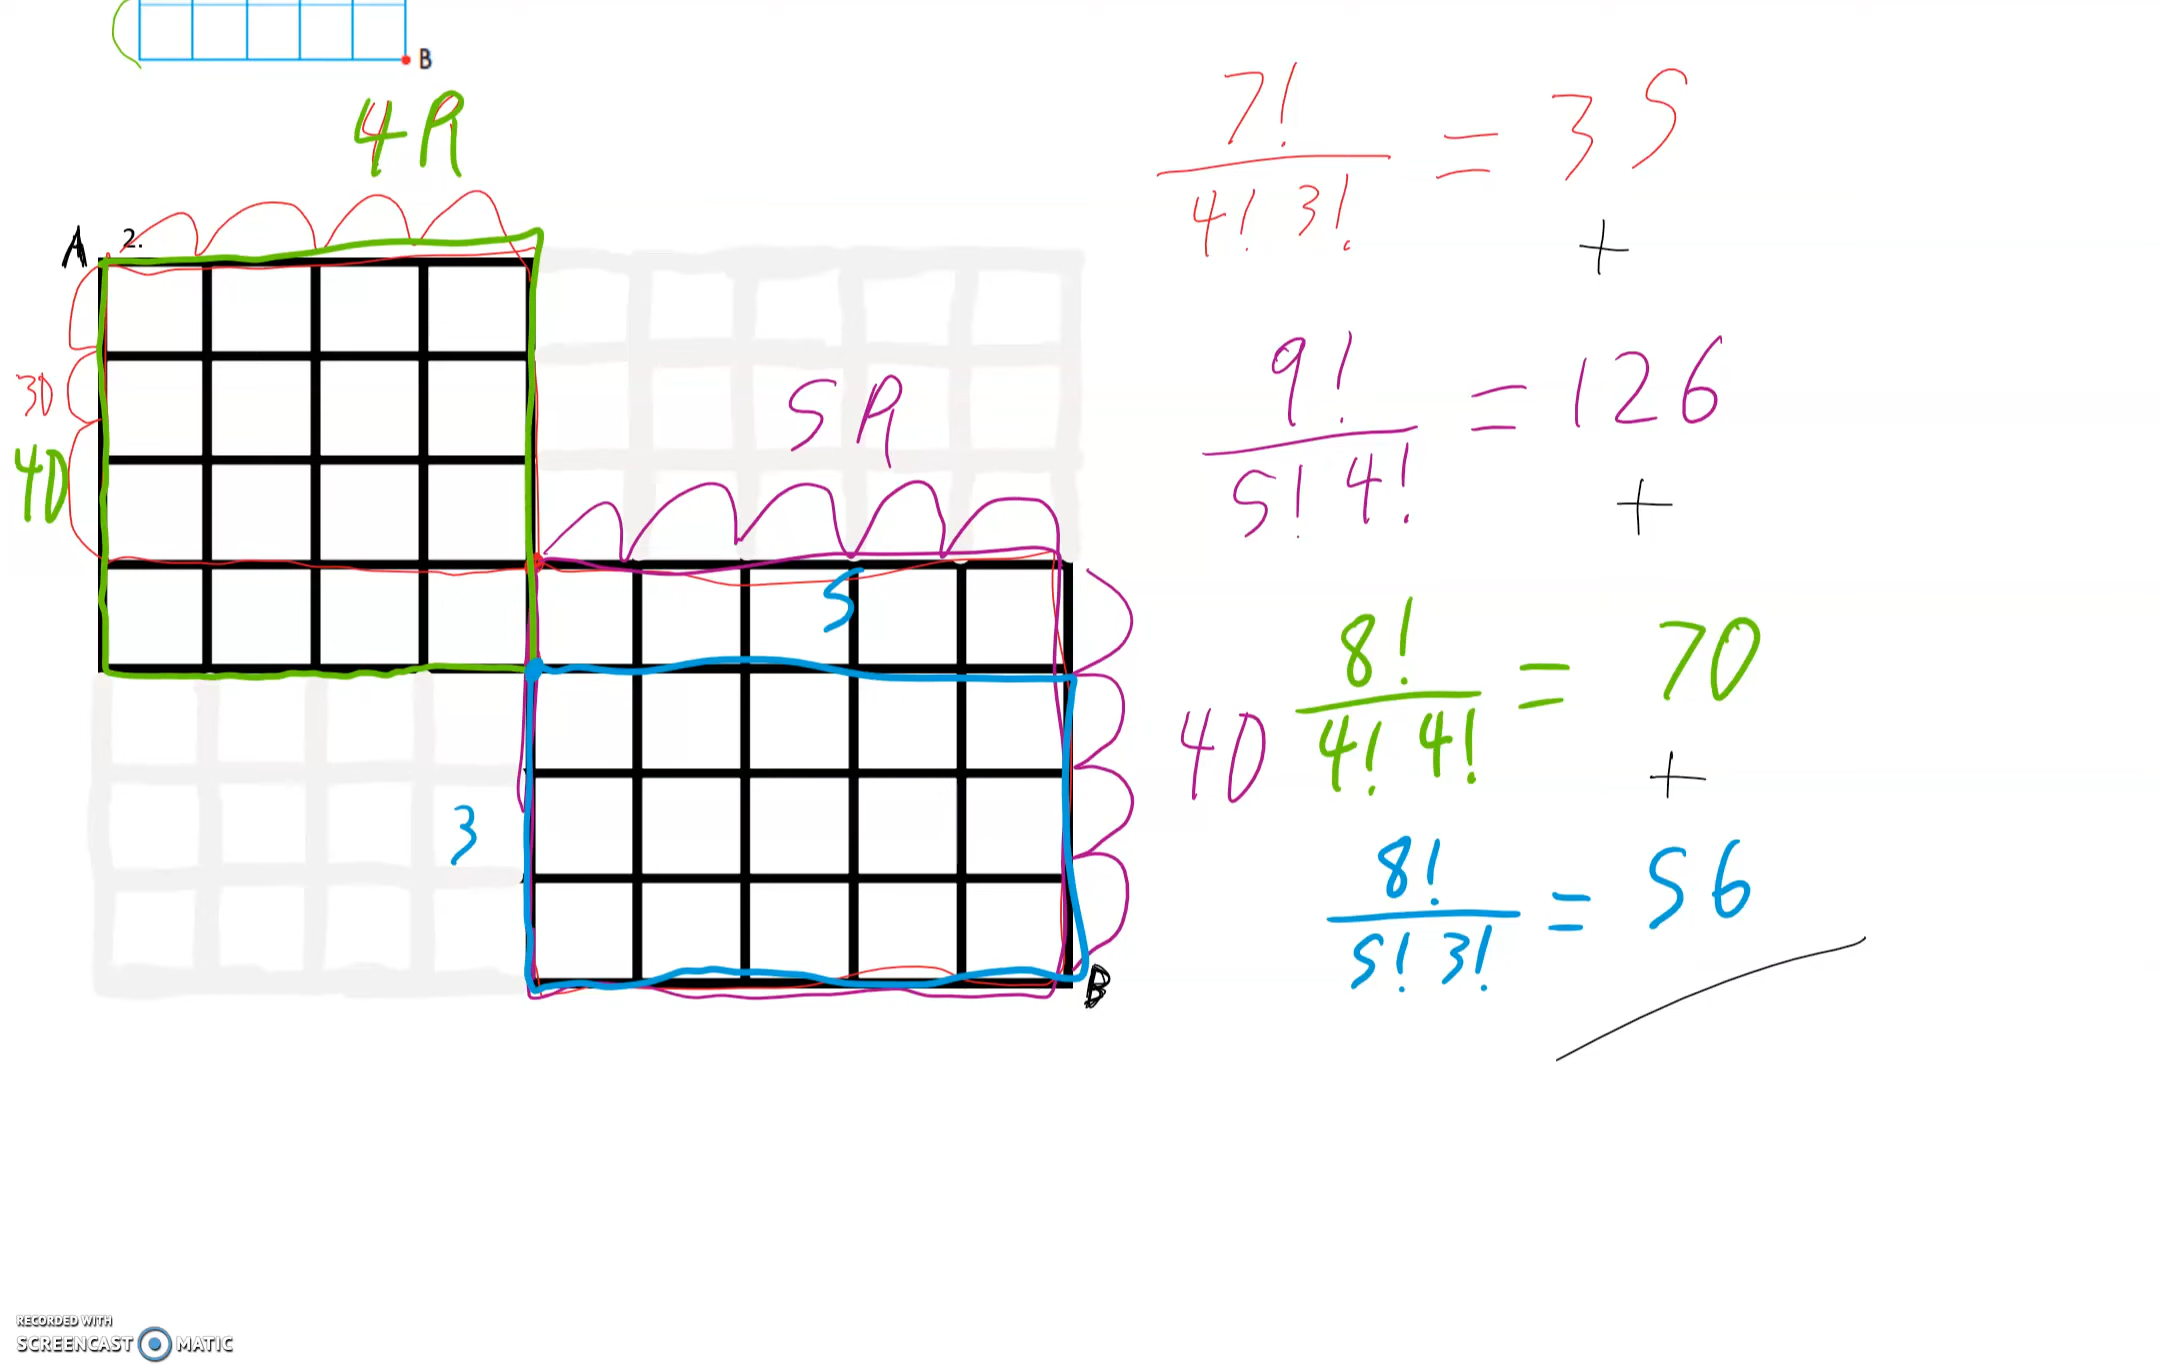 B
4R
A
2.
3D
4D
5R
5
3
4D
B
7!
4! 3!
= 35
+
9!
5! 4!
= 126
+
8!
4! 4!
= 70
+
8!
5! 3!
= 56
RECORDED WITH
SCREENCAST MATIC